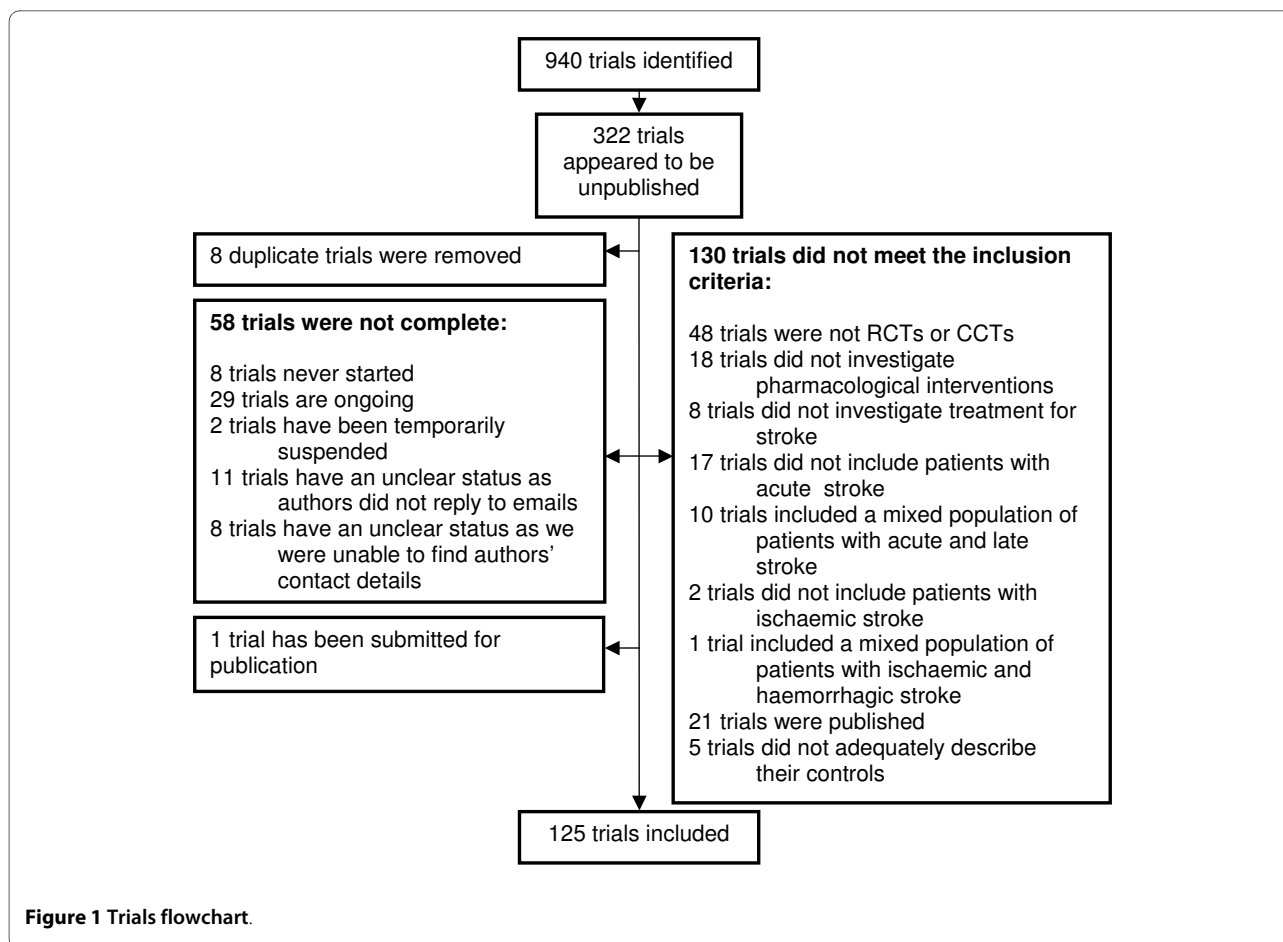 940 trials identified
322 trials
appeared to be
unpublished
8 duplicate trials were removed
58 trials were not complete:
8 trials never started
29 trials are ongoing
2 trials have been temporarily
suspended
11 trials have an unclear status as
authors did not reply to emails
8 trials have an unclear status as we
were unable to find authors'
contact details
1 trial has been submitted for
publication
130 trials did not meet the inclusion
criteria:
48 trials were not RCTs or CCTs
18 trials did not investigate
pharmacological interventions
8 trials did not investigate treatment for
stroke
17 trials did not include patients with
acute stroke
10 trials included a mixed population of
patients with acute and late
stroke
2 trials did not include patients with
ischaemic stroke
1 trial included a mixed population of
patients with ischaemic and
haemorrhagic stroke
21 trials were published
5 trials did not adequately describe
their controls
125 trials included
Figure 1 Trials flowchart.